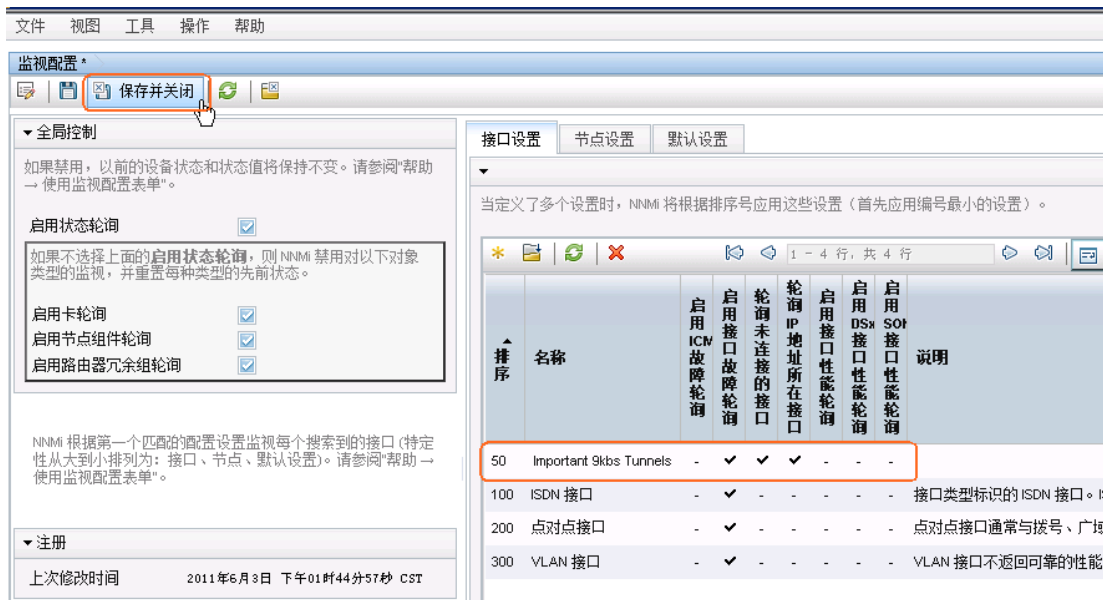 文件 视图 工具 操作 帮助
监视配置 *
保存并关闭
全局控制
如果禁用，以前的设备状态和状态值将保持不变。请参阅"帮助
→ 使用监视配置表单"。
启用状态轮询
如果不选择上面的启用状态轮询，则 NNMi 禁用对以下对象
类型的监视，并重置每种类型的先前状态。
启用卡轮询
启用节点组件轮询
启用路由器冗余组轮询
NNMi 根据第一个匹配的配置设置监视每个搜索到的接口 (特定
性从大到小排列为：接口、节点、默认设置)。请参阅"帮助 →
使用监视配置表单"。
注册
上次修改时间 2011年6月3日 下午01时44分57秒 CST
接口设置 节点设置 默认设置
当定义了多个设置时，NNMi 将根据排序号应用这些设置（首先应用编号最小的设置）。
1 - 4 行，共 4 行
排序
名称
启用 ICM 故障轮询
启用接口故障轮询
轮询未连接的接口
轮询 IP 地址所在接口
启用接口性能轮询
启用 DSx 接口性能轮询
启用 SON 接口性能轮询
说明
50 Important 9kbs Tunnels - ✔ ✔ ✔ - - -
100 ISDN 接口 - ✔ - - - - - 接口类型标识的 ISDN 接口。
200 点对点接口 - ✔ - - - - - 点对点接口通常与拨号、广域
300 VLAN 接口 - ✔ - - - - - VLAN 接口不返回可靠的性能